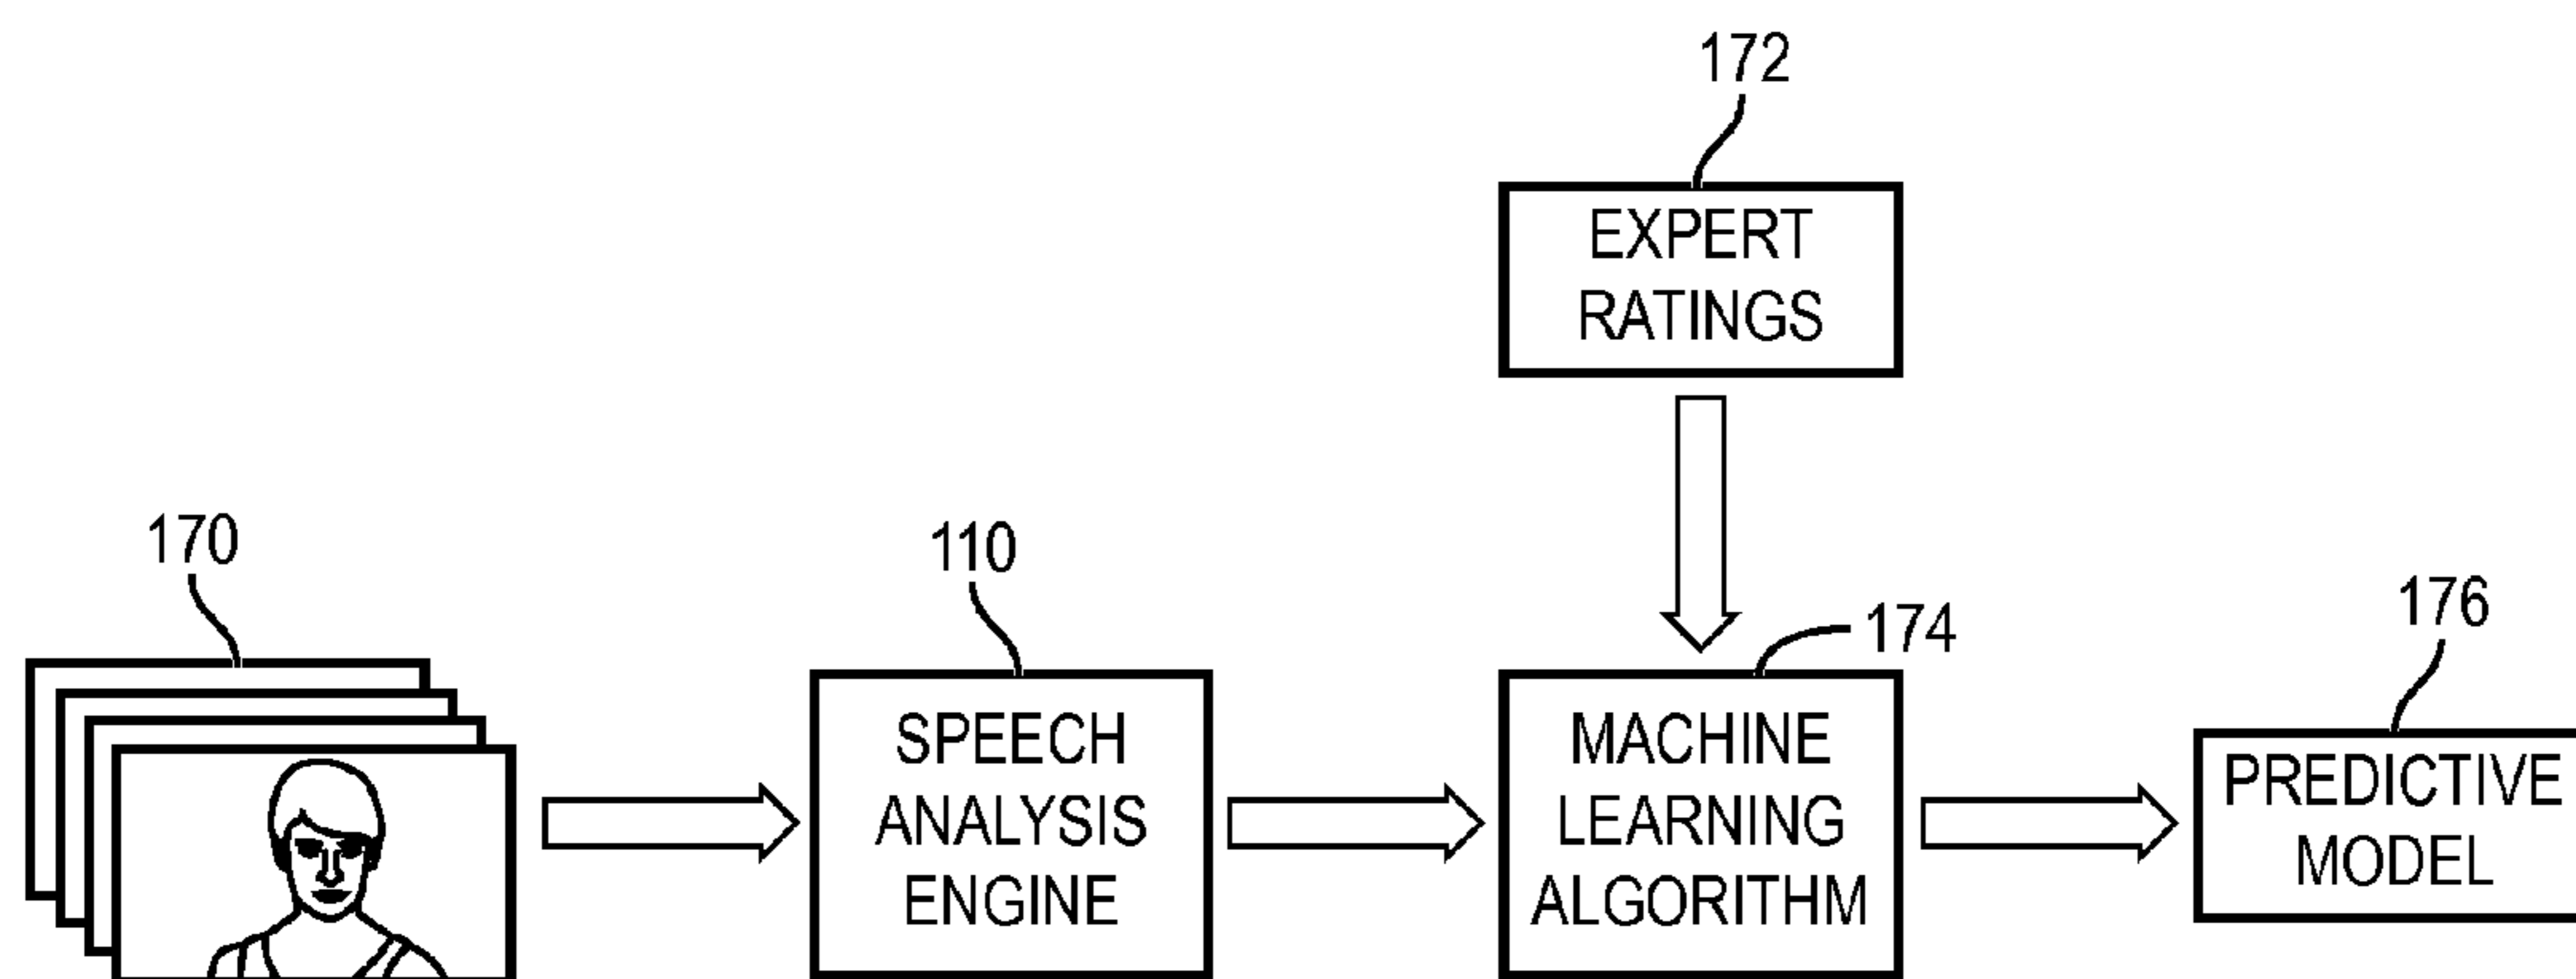 172
EXPERT
RATINGS
170
110
174
176
SPEECH
ANALYSIS
ENGINE
MACHINE
LEARNING
ALGORITHM
PREDICTIVE
MODEL